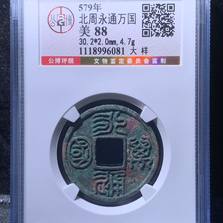 579年
北周永通万国
美 88
30.2*2.0mm,4.7g
1118996081 大样
公博评级
文物鉴定委员会监制
永通萬國